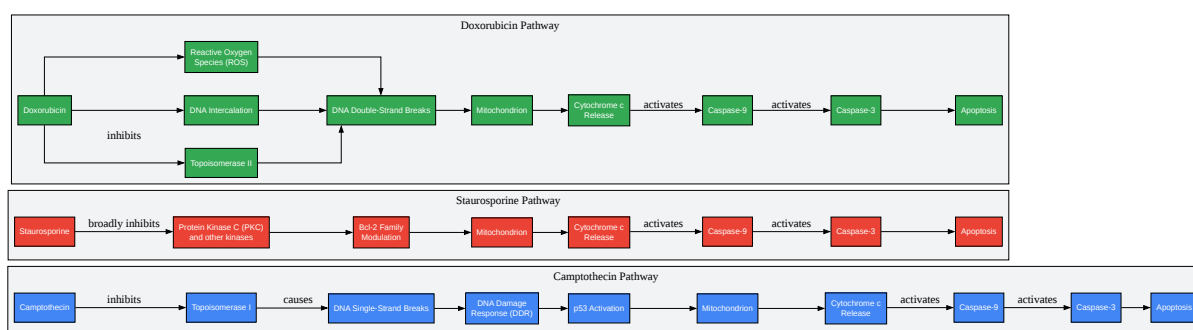 Doxorubicin Pathway
Reactive Oxygen
Species (ROS)
Doxorubicin
DNA Intercalation
DNA Double-Strand Breaks
Mitochondrion
Cytochrome c
Release
activates
Caspase-9
activates
Caspase-3
Apoptosis
inhibits
Topoisomerase II
Staurosporine Pathway
Staurosporine
broadly inhibits
Protein Kinase C (PKC)
and other kinases
Bcl-2 Family
Modulation
Mitochondrion
Cytochrome c
Release
activates
Caspase-9
activates
Caspase-3
Apoptosis
Camptothecin Pathway
Camptothecin
inhibits
Topoisomerase I
causes
DNA Single-Strand Breaks
DNA Damage
Response (DDR)
p53 Activation
Mitochondrion
Cytochrome c
Release
activates
Caspase-9
activates
Caspase-3
Apoptosis